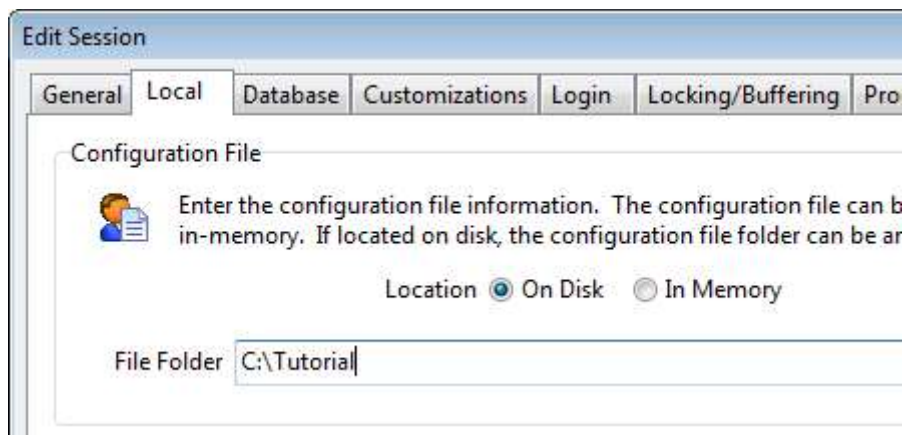 Edit Session
General Local Database Customizations Login Locking/Buffering Pro
Configuration File
Enter the configuration file information. The configuration file can b
in-memory. If located on disk, the configuration file folder can be ar
Location On Disk In Memory
File Folder C:\Tutorial